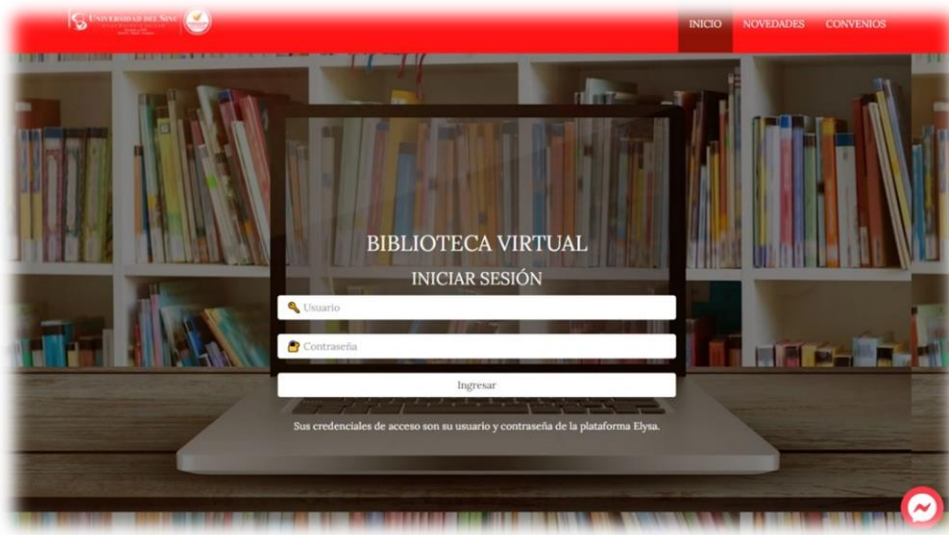 UNIVERSIDAD DEL SINÚ
INICIO
NOVEDADES
CONVENIOS
BIBLIOTECA VIRTUAL
INICIAR SESIÓN
Usuario
Contraseña
Ingresar
Sus credenciales de acceso son su usuario y contraseña de la plataforma Elysa.